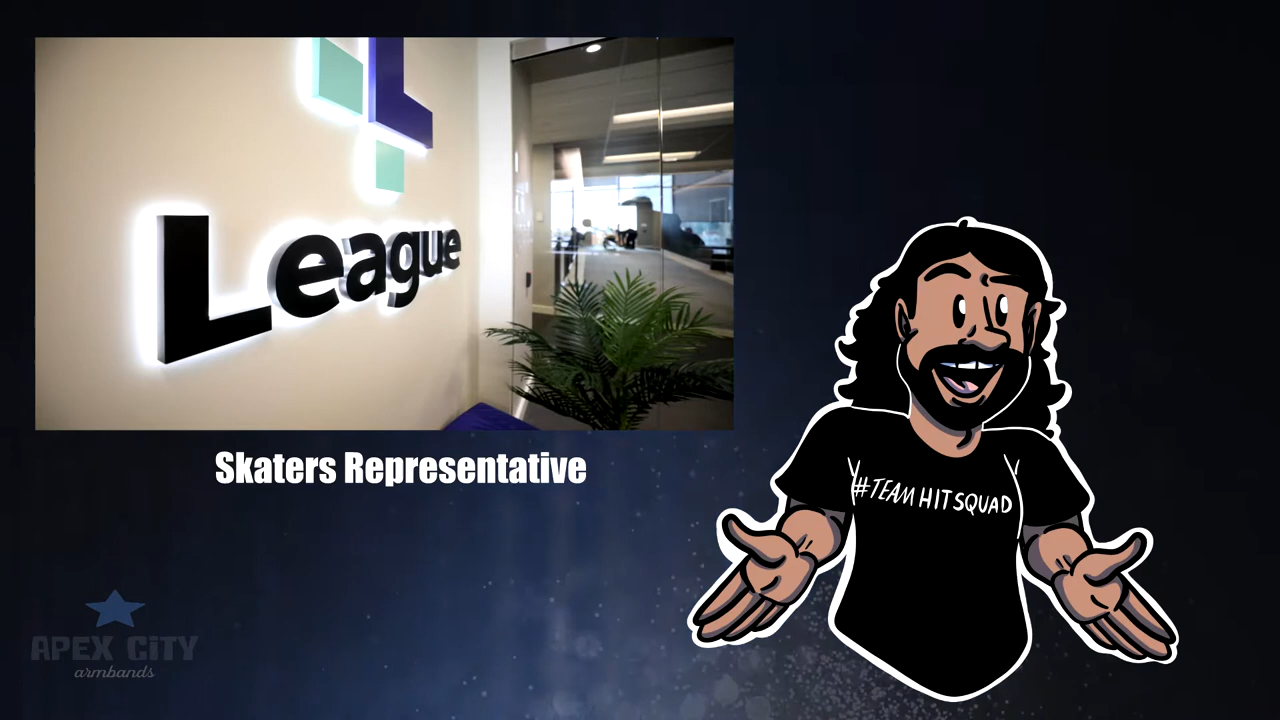 League
Skaters Representative
#TEAM HITSQUAD
APEX CITY
armbands